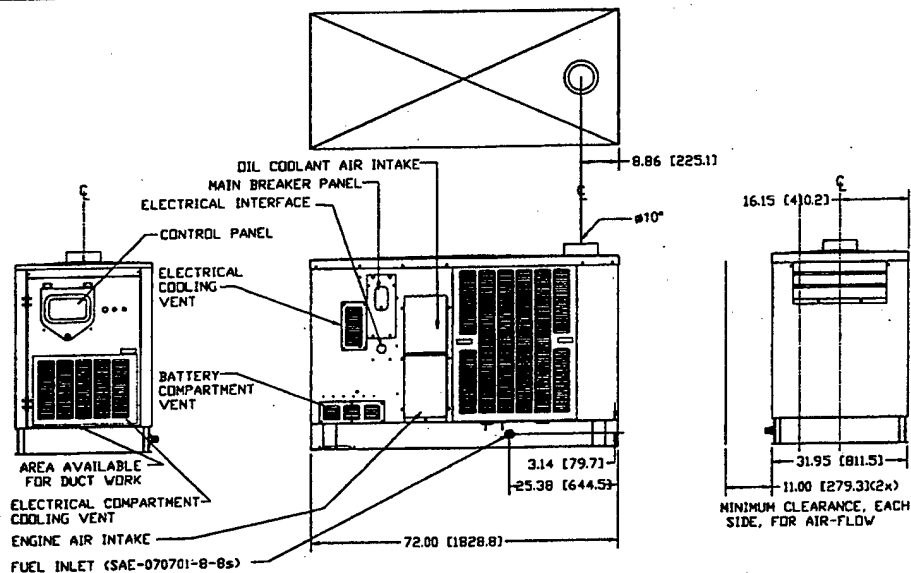 8.86 [225.1]
OIL COOLANT AIR INTAKE
MAIN BREAKER PANEL
ELECTRICAL INTERFACE
CONTROL PANEL
ELECTRICAL
COOLING
VENT
BATTERY
COMPARTMENT
VENT
ø10"
16.15 [410.2]
AREA AVAILABLE
FOR DUCT WORK
ELECTRICAL COMPARTMENT
COOLING VENT
ENGINE AIR INTAKE
FUEL INLET (SAE-070701-8-8s)
3.14 [79.7]
25.38 [644.5]
72.00 [1828.8]
31.95 [811.5]
11.00 [279.3](2x)
MINIMUM CLEARANCE, EACH
SIDE, FOR AIR-FLOW